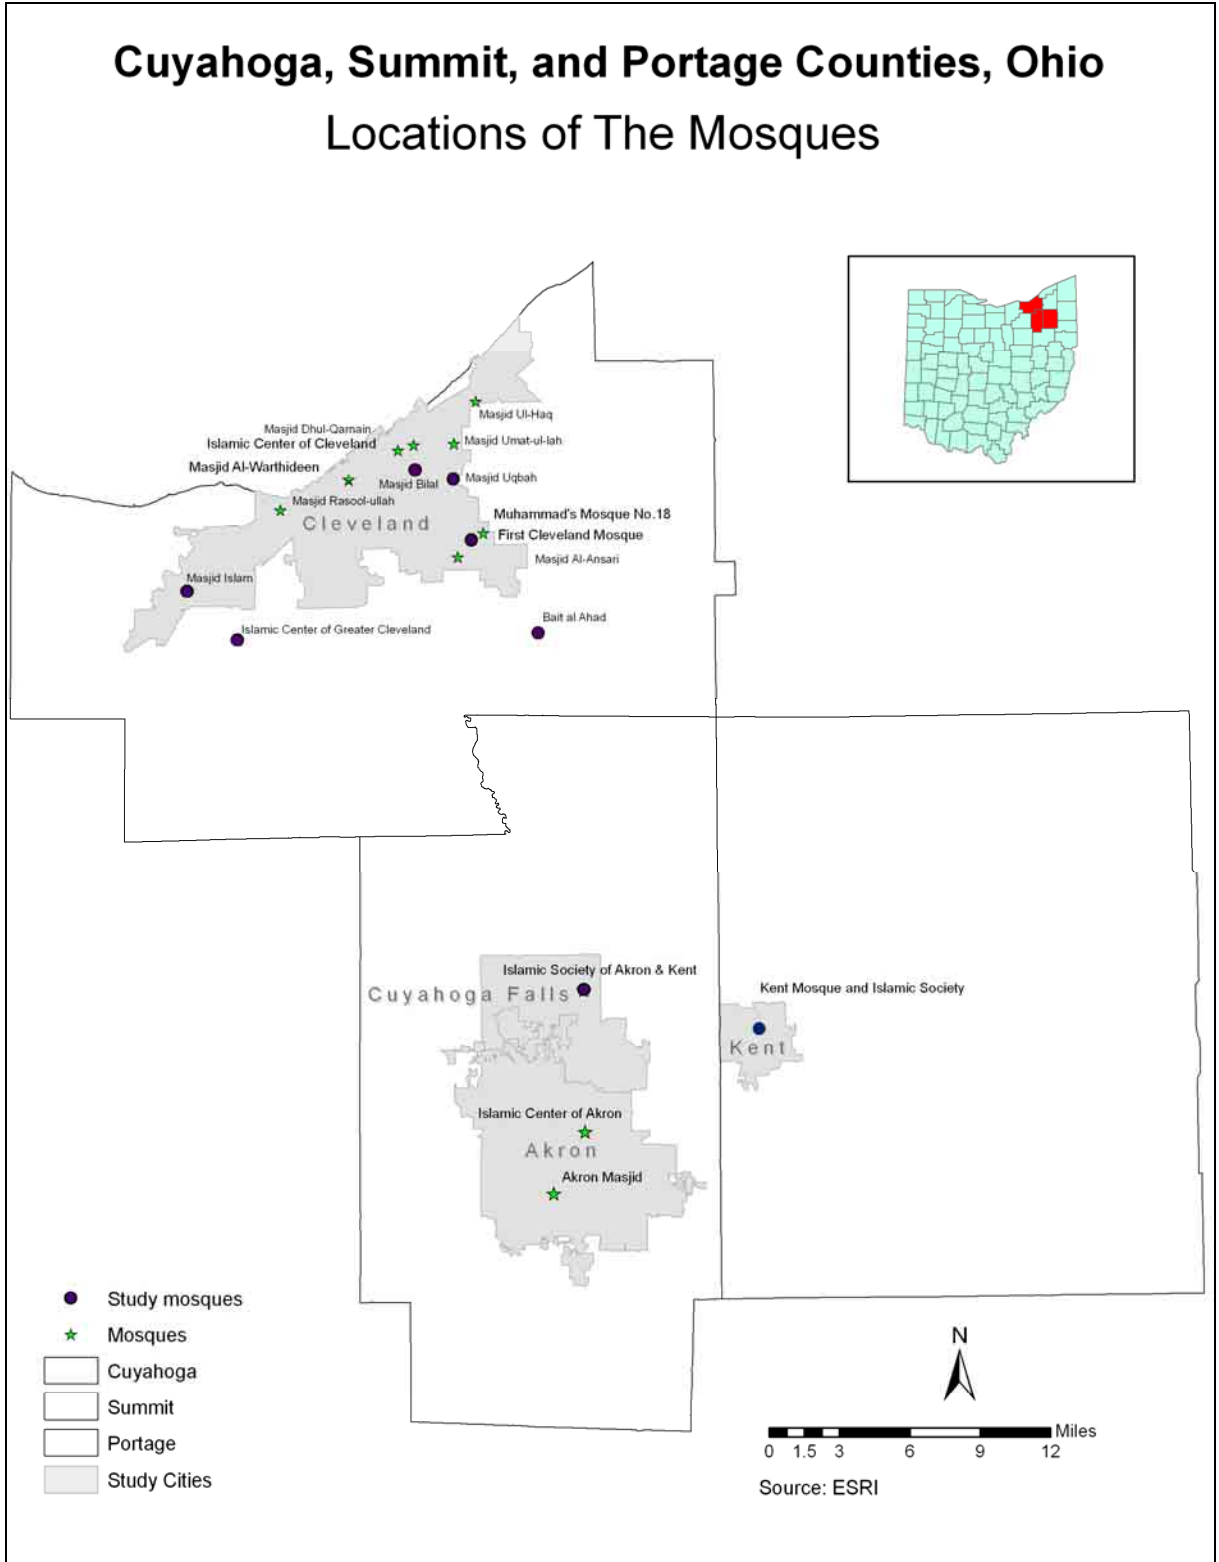 Cuyahoga, Summit, and Portage Counties, Ohio
Locations of The Mosques
Masjid Ul-Haq
Masjid Dhul-Qarnain
Islamic Center of Cleveland
Masjid Umat-ul-lah
Masjid Al-Warthideen
Masjid Bilal
Masjid Uqbah
Masjid Rasool-ullah
Cleveland
Muhammad's Mosque No.18
First Cleveland Mosque
Masjid Al-Ansari
Masjid Islam
Bait al Ahad
Islamic Center of Greater Cleveland
Islamic Society of Akron & Kent
Cuyahoga Falls
Kent Mosque and Islamic Society
Kent
Islamic Center of Akron
Akron
Akron Masjid
Study mosques
Mosques
Cuyahoga
Summit
Portage
Study Cities
N
Miles
0 1.5 3 6 9 12
Source: ESRI